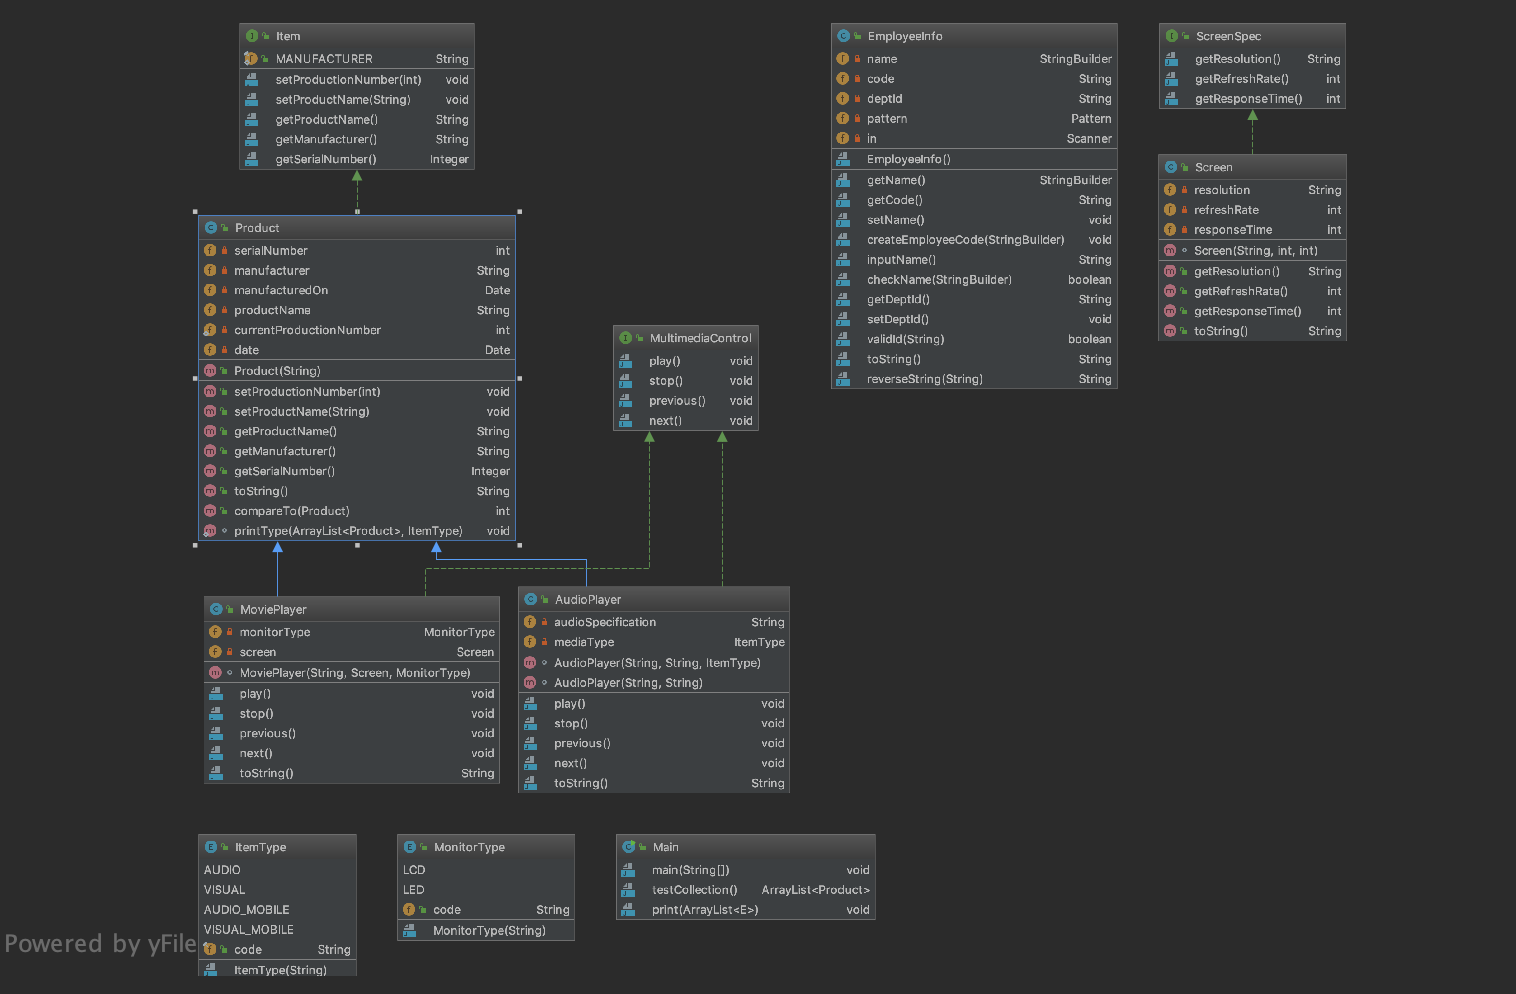 Item
MANUFACTURER String
setProductionNumber(int) void
setProductName(String) void
getProductName() String
getManufacturer() String
getSerialNumber() Integer
Product
serialNumber int
manufacturer String
manufacturedOn Date
productName String
currentProductionNumber int
date Date
Product(String)
setProductionNumber(int) void
setProductName(String) void
getProductName() String
getManufacturer() String
getSerialNumber() Integer
toString() String
compareTo(Product) int
printType(ArrayList<Product>, ItemType) void
MultimediaControl
play() void
stop() void
previous() void
next() void
EmployeeInfo
name StringBuilder
code String
deptId String
pattern Pattern
in Scanner
EmployeeInfo()
getName() StringBuilder
getCode() String
setName() void
createEmployeeCode(StringBuilder) void
inputName() String
checkName(StringBuilder) boolean
getDeptId() String
setDeptId() void
validId(String) boolean
toString() String
reverseString(String) String
ScreenSpec
getResolution() String
getRefreshRate() int
getResponseTime() int
Screen
resolution String
refreshRate int
responseTime int
Screen(String, int, int)
getResolution() String
getRefreshRate() int
getResponseTime() int
toString() String
MoviePlayer
monitorType MonitorType
screen Screen
MoviePlayer(String, Screen, MonitorType)
play() void
stop() void
previous() void
next() void
toString() String
AudioPlayer
audioSpecification String
mediaType ItemType
AudioPlayer(String, String, ItemType)
AudioPlayer(String, String)
play() void
stop() void
previous() void
next() void
toString() String
ItemType
AUDIO
VISUAL
AUDIO_MOBILE
VISUAL_MOBILE
code String
ItemType(String)
MonitorType
LCD
LED
code String
MonitorType(String)
Main
main(String[]) void
testCollection() ArrayList<Product>
print(ArrayList<E>) void
Powered by yFile